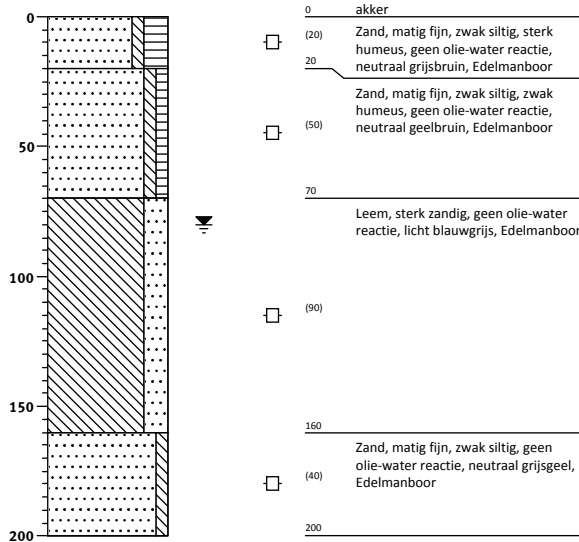 0
50
100
150
200
0 akker
(20) Zand, matig fijn, zwak siltig, sterk
humeus, geen olie-water reactie,
20 neutraal grijsbruin, Edelmanboor
Zand, matig fijn, zwak siltig, zwak
humeus, geen olie-water reactie,
(50) neutraal geelbruin, Edelmanboor
70
Leem, sterk zandig, geen olie-water
reactie, licht blauwgrijs, Edelmanboor
(90)
160
Zand, matig fijn, zwak siltig, geen
olie-water reactie, neutraal grijsgeel,
(40) Edelmanboor
200